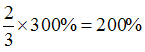 2/3 × 300% = 200%